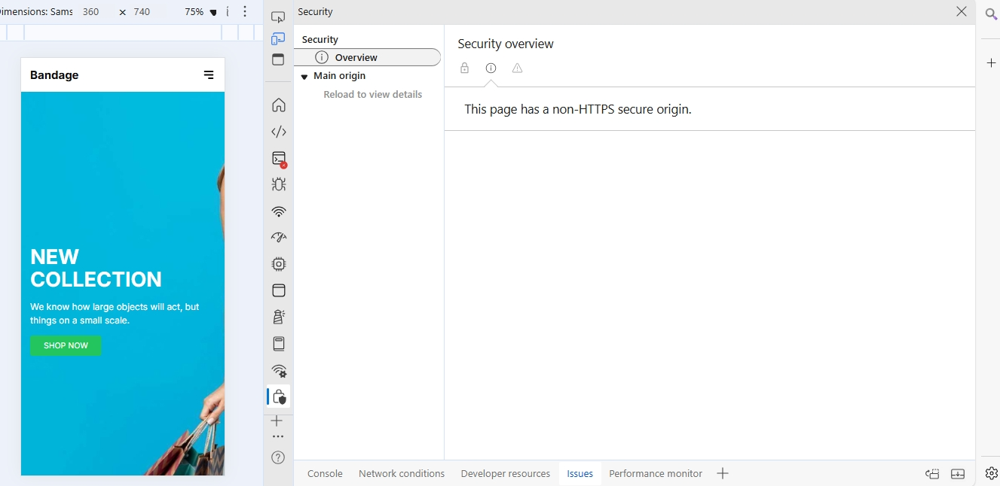 imensions: Sams 360 × 740 75%
Security
Bandage
NEW
COLLECTION
We know how large objects will act, but
things on a small scale.
SHOP NOW
Security
Overview
Main origin
Reload to view details
Security overview
This page has a non-HTTPS secure origin.
Console Network conditions Developer resources Issues Performance monitor